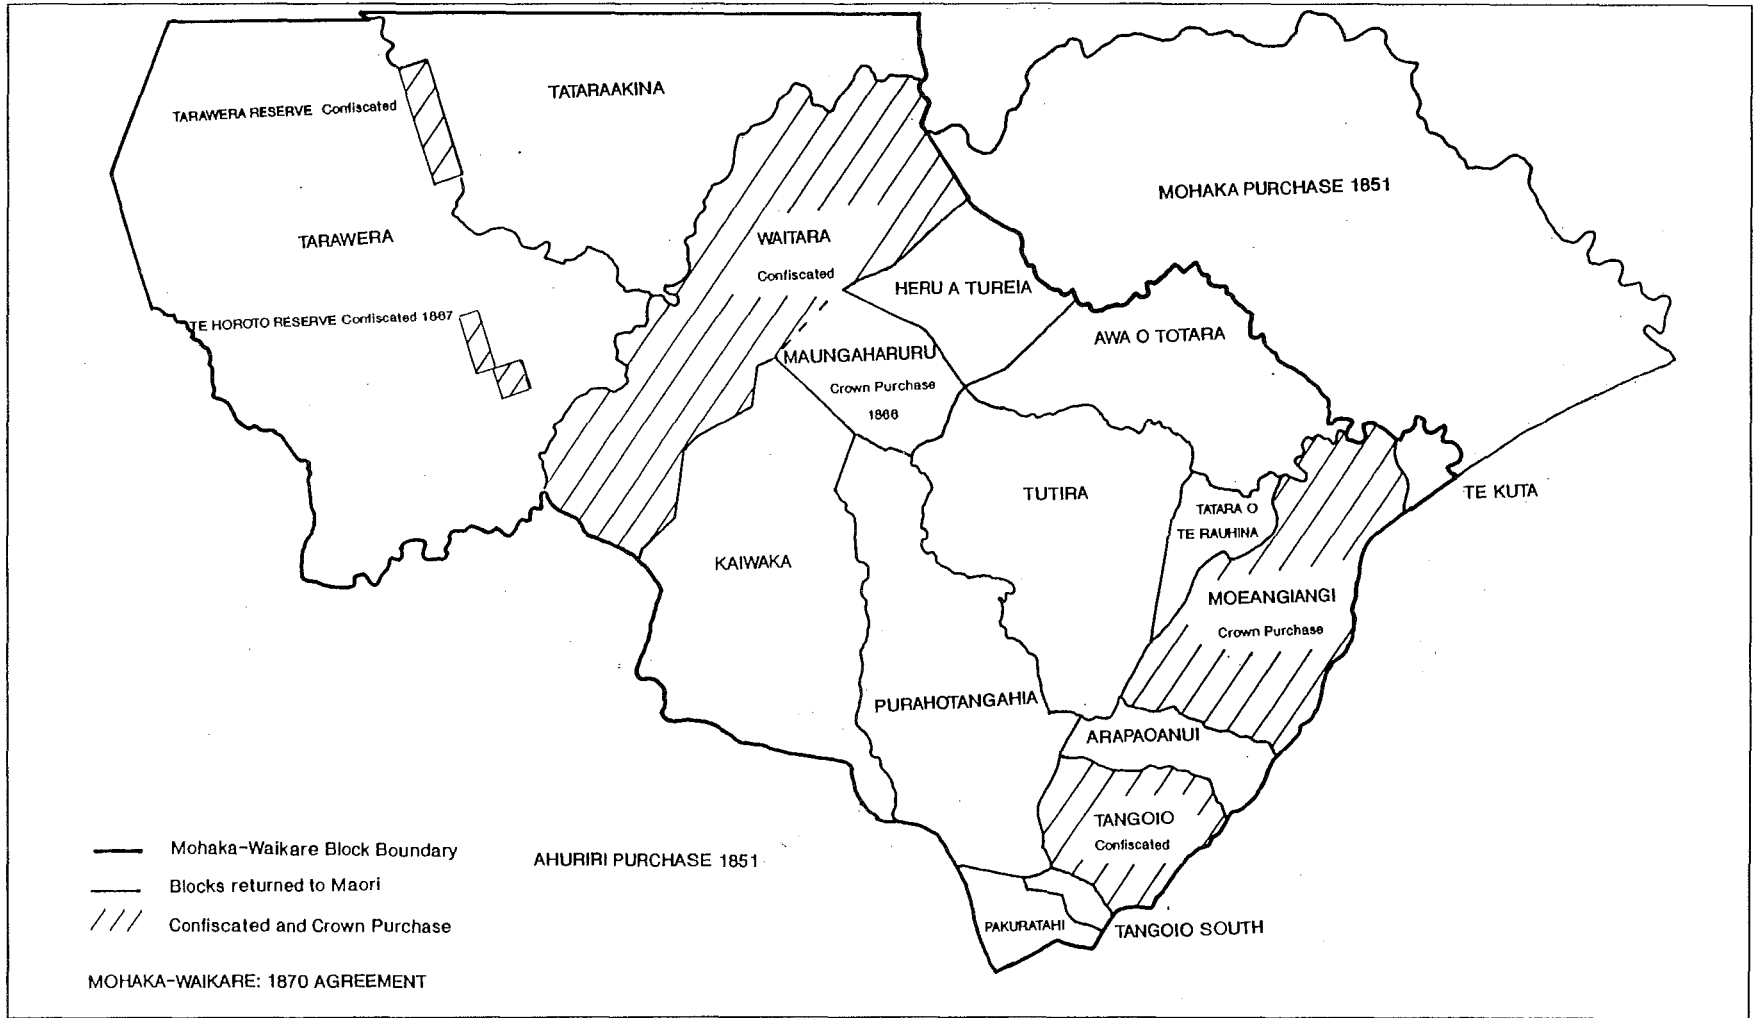 TATARAAKINA
TARAWERA RESERVE Confiscated
MOHAKA PURCHASE 1851
TARAWERA
WAITARA
Confiscated
HERU A TUREIA
TE HOROTO RESERVE Confiscated 1867
AWA O TOTARA
MAUNGAHARURU
Crown Purchase
1866
TE KUTA
TUTIRA
TATARA O
TE RAUHINA
KAIWAKA
MOEANGIANGI
Crown Purchase
PURAHOTANGAHIA
ARAPAOANUI
TANGOIO
Confiscated
PAKURATAHI
TANGOIO SOUTH
AHURIRI PURCHASE 1851
Mohaka-Waikare Block Boundary
Blocks returned to Maori
Confiscated and Crown Purchase
MOHAKA-WAIKARE: 1870 AGREEMENT